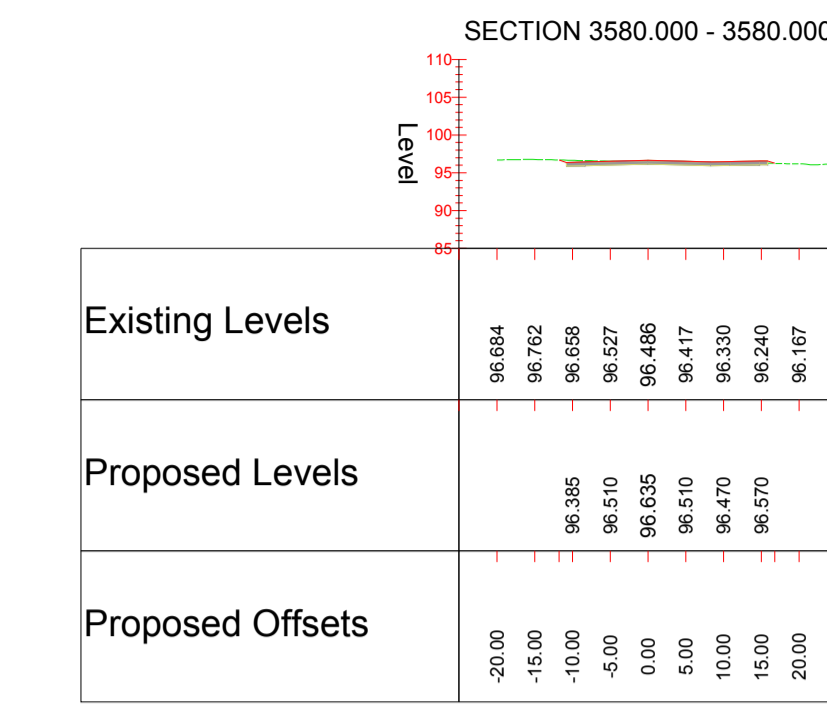 SECTION 3580.000 - 3580.000
110
105
100
95
90
85
Level
Existing Levels
96.684 96.762 96.658 96.527 96.486 96.417 96.330 96.240 96.167
Proposed Levels
96.385 96.510 96.635 96.510 96.470 96.570
Proposed Offsets
-20.00 -15.00 -10.00 -5.00 0.00 5.00 10.00 15.00 20.00